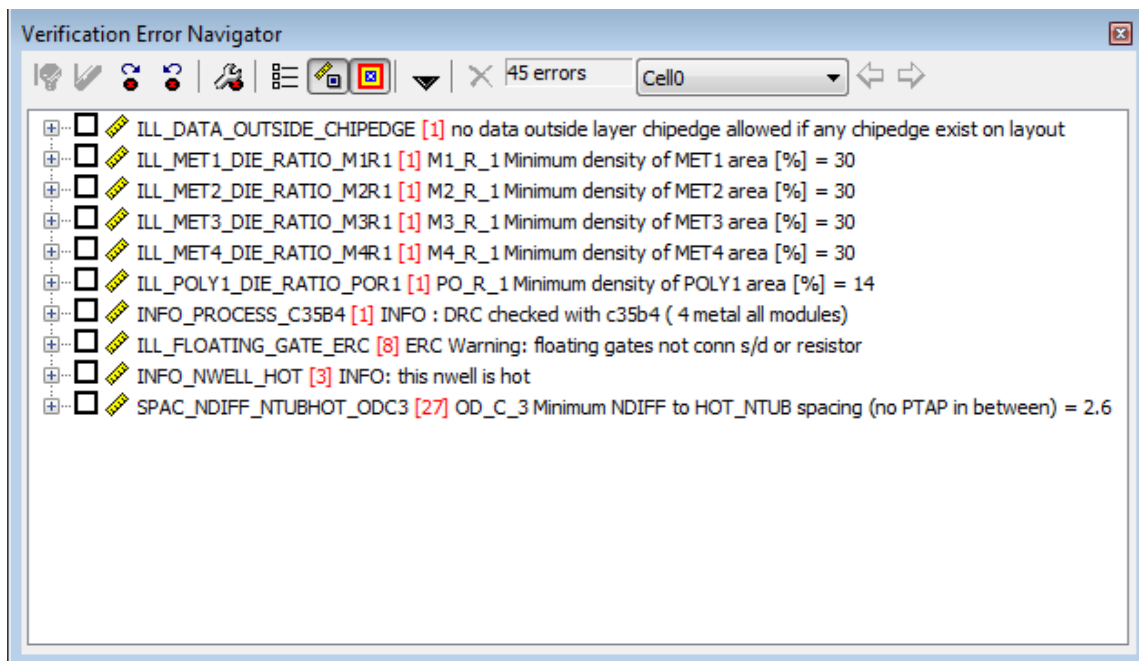 Verification Error Navigator
45 errors
Cell0
ILL_DATA_OUTSIDE_CHIPEDGE [1] no data outside layer chipedge allowed if any chipedge exist on layout
ILL_MET1_DIE_RATIO_M1R1 [1] M1_R_1 Minimum density of MET1 area [%] = 30
ILL_MET2_DIE_RATIO_M2R1 [1] M2_R_1 Minimum density of MET2 area [%] = 30
ILL_MET3_DIE_RATIO_M3R1 [1] M3_R_1 Minimum density of MET3 area [%] = 30
ILL_MET4_DIE_RATIO_M4R1 [1] M4_R_1 Minimum density of MET4 area [%] = 30
ILL_POLY1_DIE_RATIO_POR1 [1] PO_R_1 Minimum density of POLY1 area [%] = 14
INFO_PROCESS_C35B4 [1] INFO : DRC checked with c35b4 ( 4 metal all modules)
ILL_FLOATING_GATE_ERC [8] ERC Warning: floating gates not conn s/d or resistor
INFO_NWELL_HOT [3] INFO: this nwell is hot
SPAC_NDIFF_NTUBHOT_ODC3 [27] OD_C_3 Minimum NDIFF to HOT_NTUB spacing (no PTAP in between) = 2.6